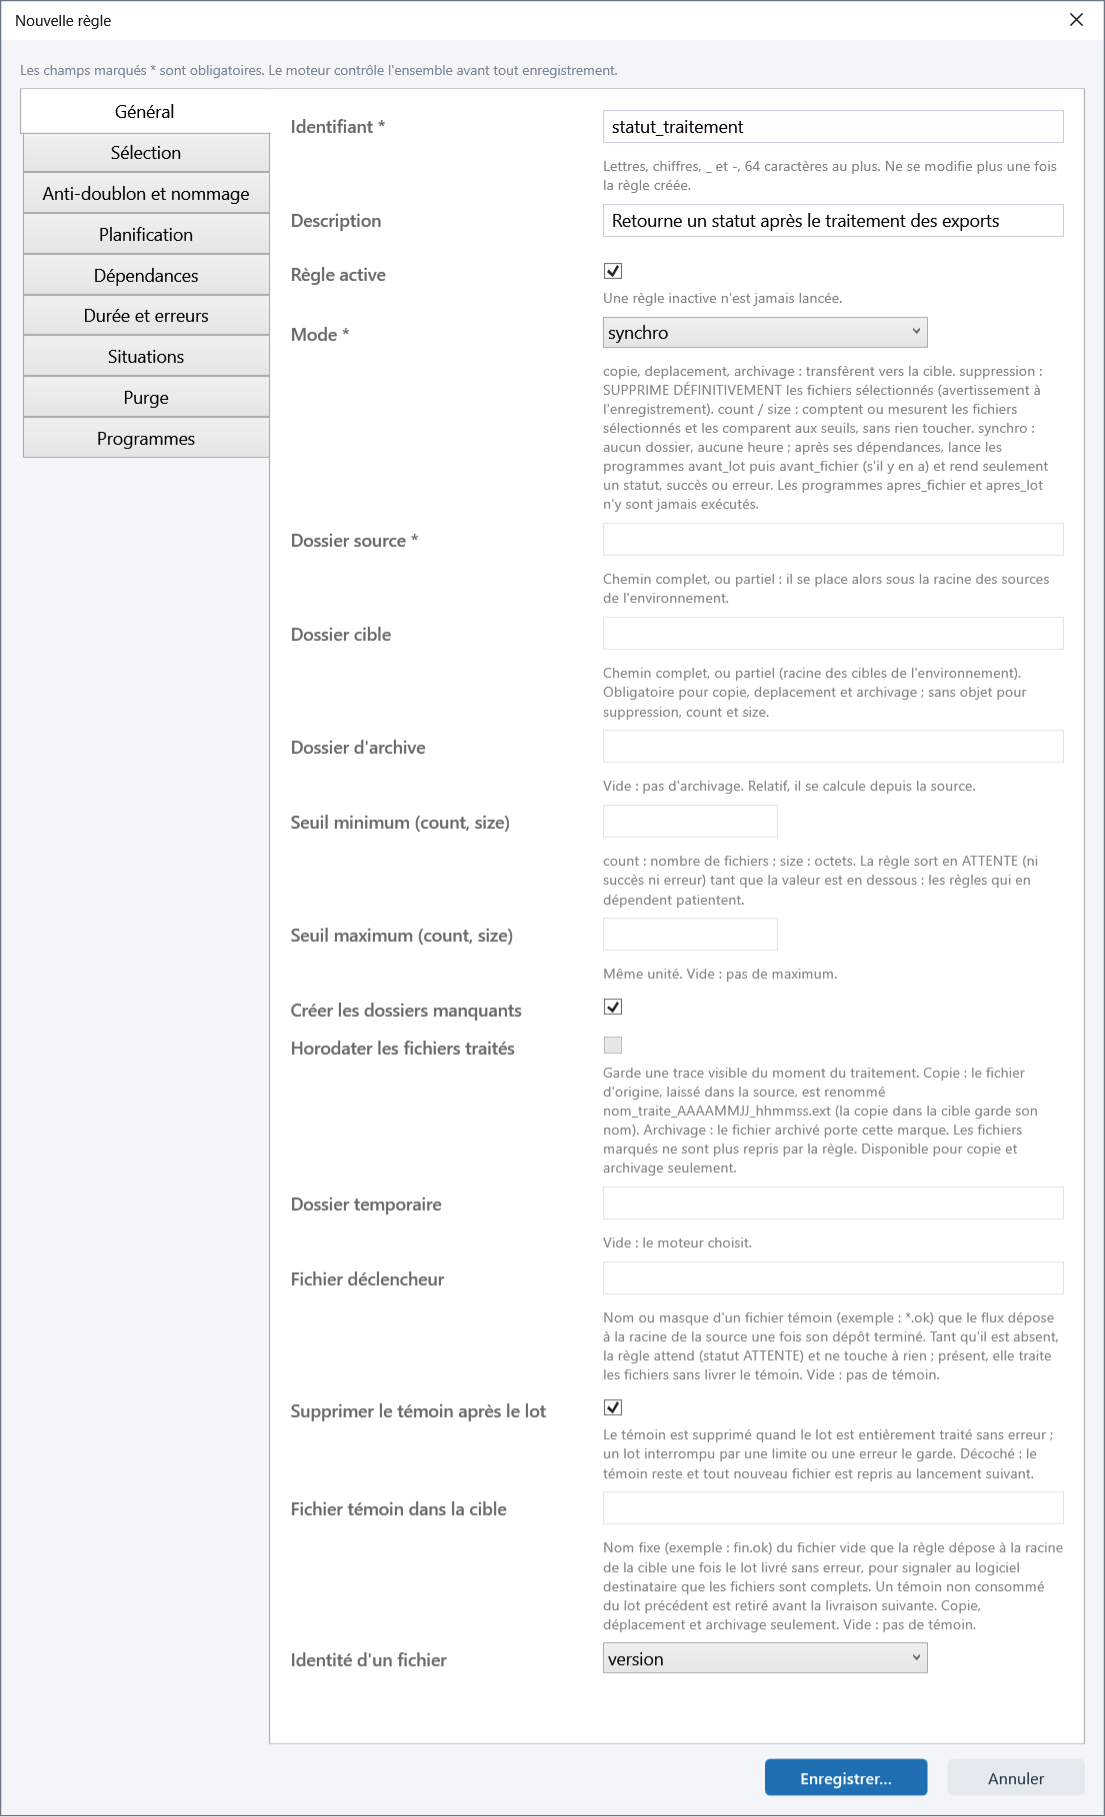 Nouvelle règle
Les champs marqués * sont obligatoires. Le moteur contrôle l'ensemble avant tout enregistrement.
Général
Sélection
Anti-doublon et nommage
Planification
Dépendances
Durée et erreurs
Situations
Purge
Programmes
Identifiant *
statut_traitement
Lettres, chiffres, _ et -, 64 caractères au plus. Ne se modifie plus une fois
la règle créée.
Description
Retourne un statut après le traitement des exports
Règle active
Une règle inactive n'est jamais lancée.
Mode *
synchro
copie, deplacement, archivage : transfèrent vers la cible. suppression :
SUPPRIME DÉFINITIVEMENT les fichiers sélectionnés (avertissement à
l'enregistrement). count / size : comptent ou mesurent les fichiers
sélectionnés et les comparent aux seuils, sans rien toucher. synchro :
aucun dossier, aucune heure ; après ses dépendances, lance les
programmes avant_lot puis avant_fichier (s'il y en a) et rend seulement
un statut, succès ou erreur. Les programmes apres_fichier et apres_lot
n'y sont jamais exécutés.
Dossier source *
Chemin complet, ou partiel : il se place alors sous la racine des sources
de l'environnement.
Dossier cible
Chemin complet, ou partiel (racine des cibles de l'environnement).
Obligatoire pour copie, deplacement et archivage ; sans objet pour
suppression, count et size.
Dossier d'archive
Vide : pas d'archivage. Relatif, il se calcule depuis la source.
Seuil minimum (count, size)
count : nombre de fichiers ; size : octets. La règle sort en ATTENTE (ni
succès ni erreur) tant que la valeur est en dessous : les règles qui en
dépendent patientent.
Seuil maximum (count, size)
Même unité. Vide : pas de maximum.
Créer les dossiers manquants
Horodater les fichiers traités
Garde une trace visible du moment du traitement. Copie : le fichier
d'origine, laissé dans la source, est renommé
nom_traite_AAAAMMJJ_hhmmss.ext (la copie dans la cible garde son
nom). Archivage : le fichier archivé porte cette marque. Les fichiers
marqués ne sont plus repris par la règle. Disponible pour copie et
archivage seulement.
Dossier temporaire
Vide : le moteur choisit.
Fichier déclencheur
Nom ou masque d'un fichier témoin (exemple : *.ok) que le flux dépose
à la racine de la source une fois son dépôt terminé. Tant qu'il est absent,
la règle attend (statut ATTENTE) et ne touche à rien ; présent, elle traite
les fichiers sans livrer le témoin. Vide : pas de témoin.
Supprimer le témoin après le lot
Le témoin est supprimé quand le lot est entièrement traité sans erreur ;
un lot interrompu par une limite ou une erreur le garde. Décoché : le
témoin reste et tout nouveau fichier est repris au lancement suivant.
Fichier témoin dans la cible
Nom fixe (exemple : fin.ok) du fichier vide que la règle dépose à la racine
de la cible une fois le lot livré sans erreur, pour signaler au logiciel
destinataire que les fichiers sont complets. Un témoin non consommé
du lot précédent est retiré avant la livraison suivante. Copie,
déplacement et archivage seulement. Vide : pas de témoin.
Identité d'un fichier
version
Enregistrer...
Annuler